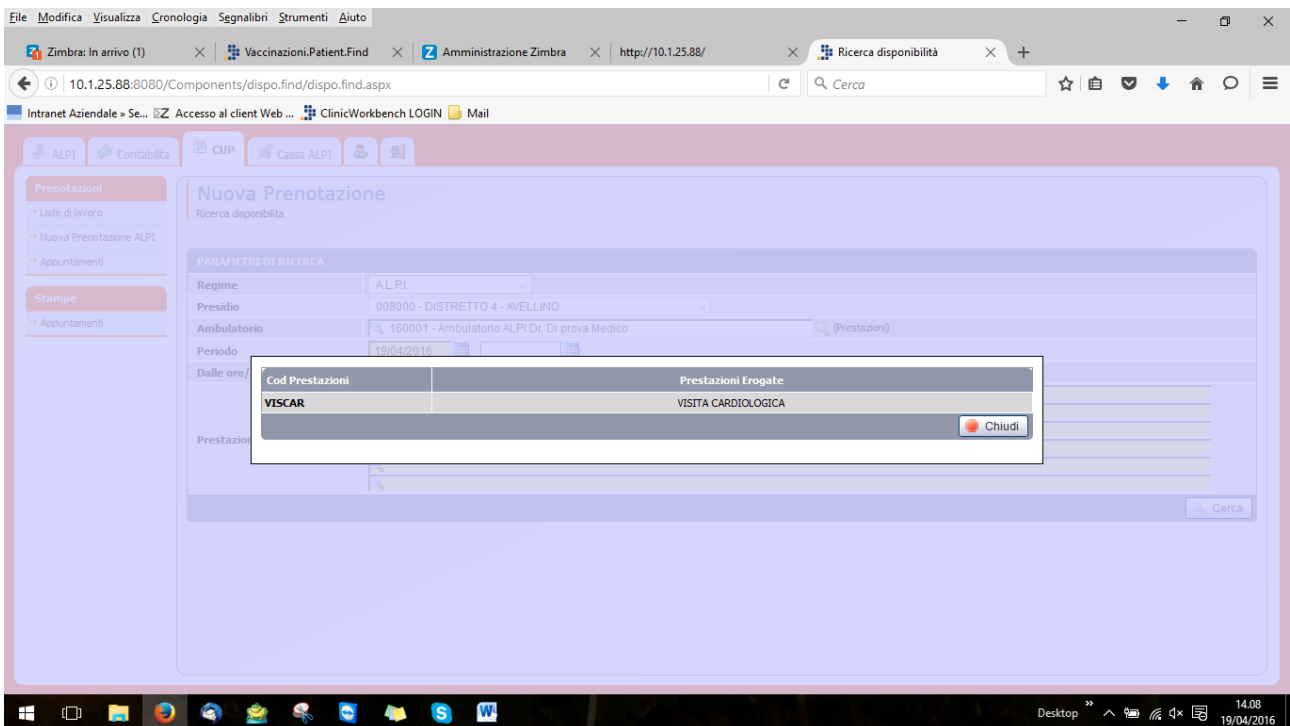 File Modifica Visualizza Cronologia Segnalibri Strumenti Aiuto
Zimbra: In arrivo (1) Vaccinazioni.Patient.Find Amministrazione Zimbra http://10.1.25.88/ Ricerca disponibilità
10.1.25.88:8080/Components/dispo.find/dispo.find.aspx Cerca
Intranet Aziendale » Se... Accesso al client Web ... ClinicWorkbench LOGIN Mail
ALPI Contabilita CUP Cassa ALPI
Prenotazioni
Liste di lavoro
Nuova Prenotazione ALPI
Appuntamenti
Stampe
Appuntamenti
Nuova Prenotazione
Ricerca disponibilita
PARAMETRI DI RICERCA
Regime A.L.P.I.
Presidio 008000 - DISTRETTO 4 - AVELLINO
Ambulatorio 160001 - Ambulatorio ALPI Dr. Di prova Medico (Prestazioni)
Periodo 19/04/2016
Dalle ore/
Prestazion
Cod Prestazioni Prestazioni Erogate
VISCAR VISITA CARDIOLOGICA
Chiudi
Cerca
Desktop 14.08
19/04/2016